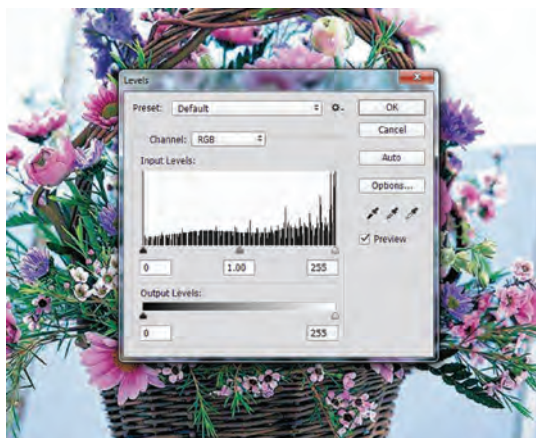 Levels
Preset: Default
OK
Channel: RGB
Cancel
Input Levels:
Auto
Options...
Preview
0 1.00 255
Output Levels:
0 255